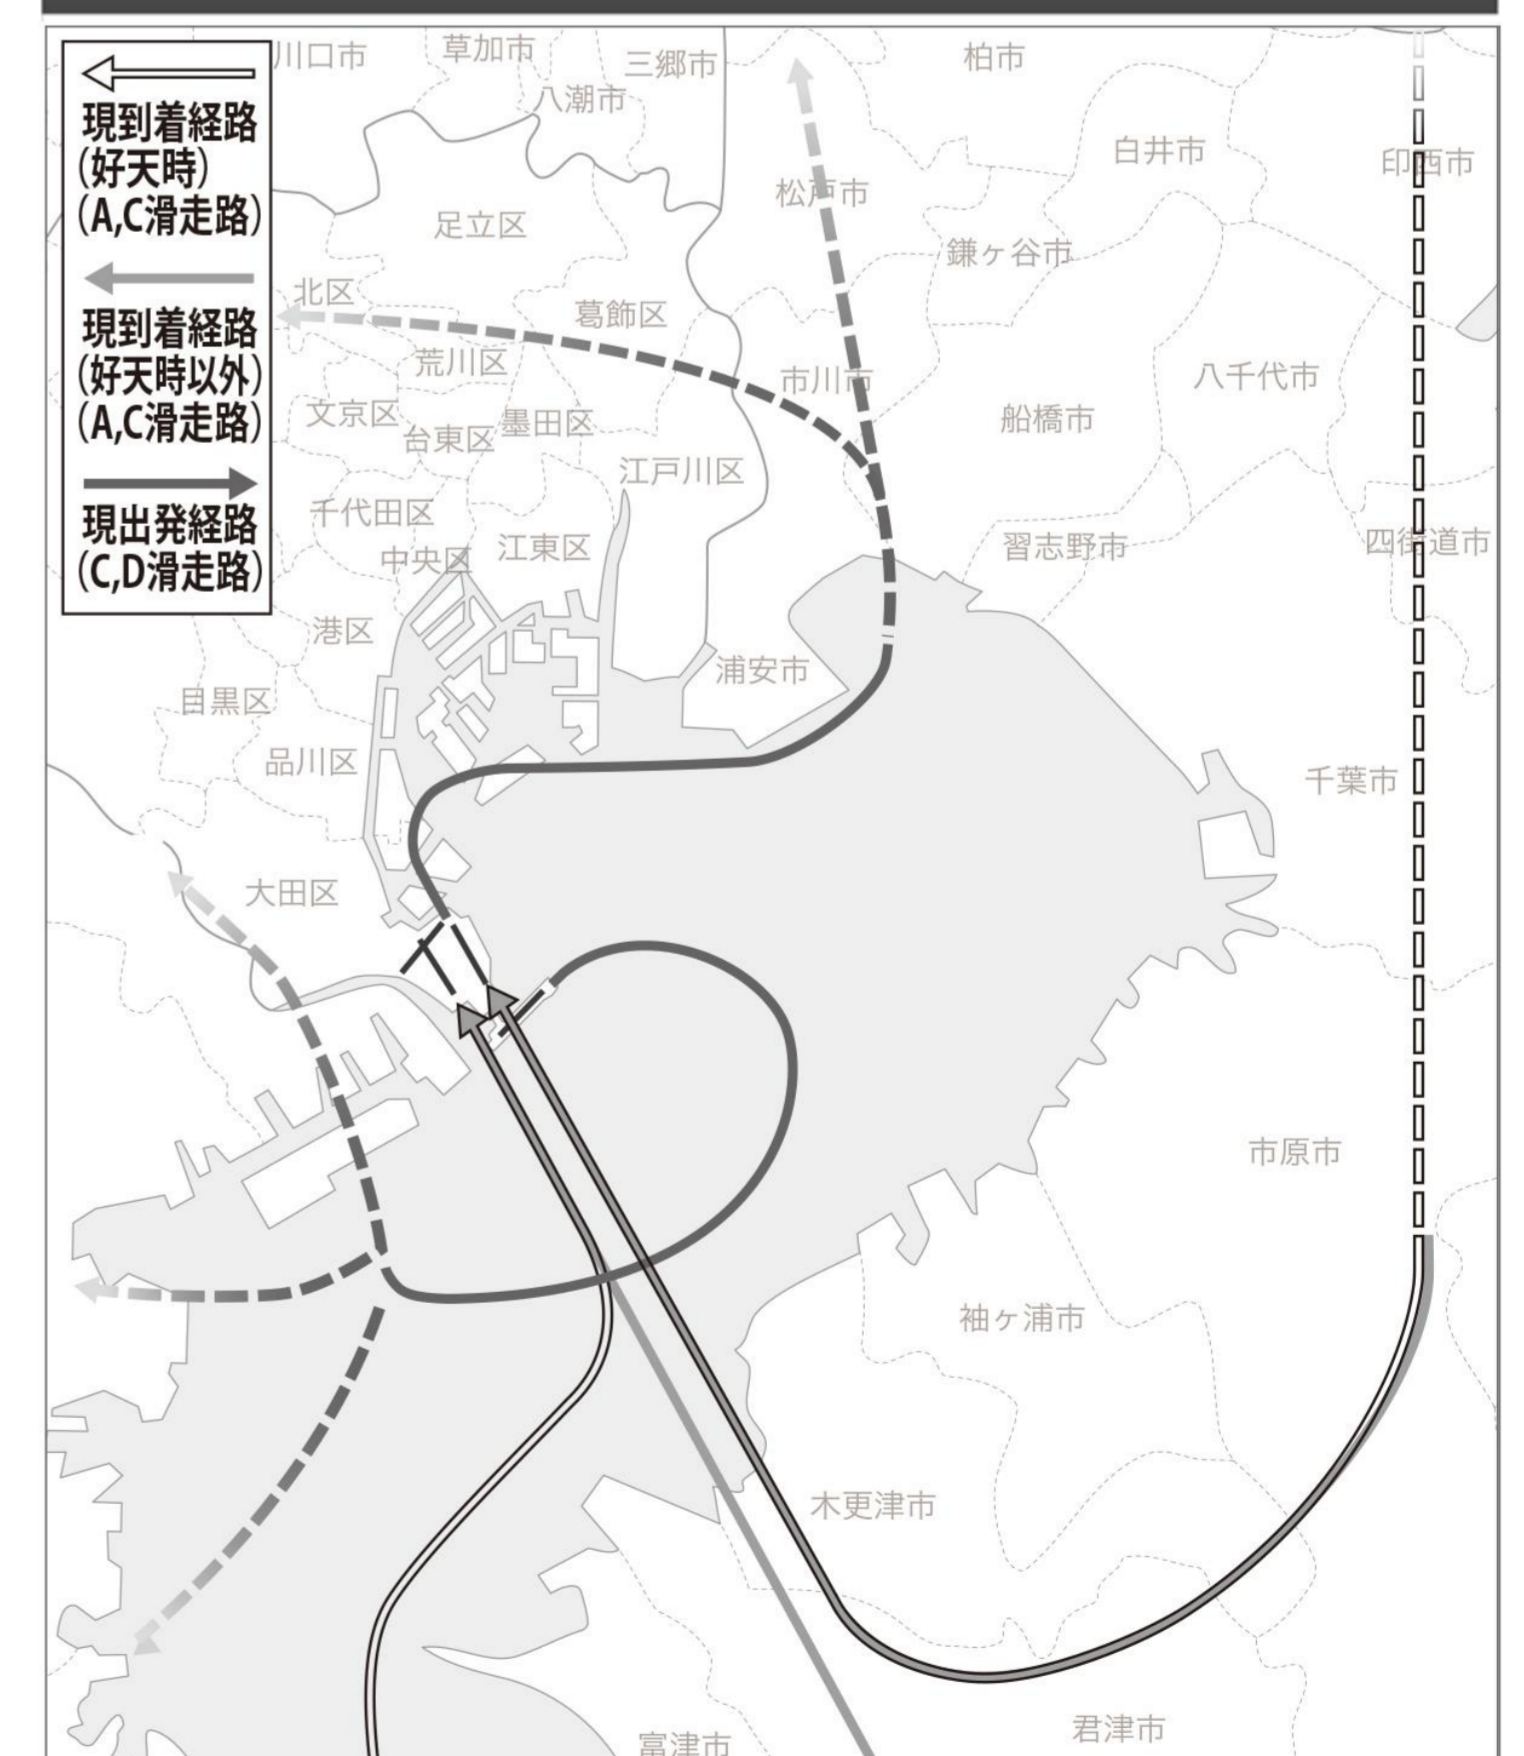 現到着経路
(好天時)
(A,C滑走路)
現到着経路
(好天時以外)
(A,C滑走路)
現出発経路
(C,D滑走路)
川口市
草加市
三郷市
柏市
八潮市
白井市
印西市
松戸市
足立区
鎌ヶ谷市
北区
葛飾区
荒川区
市川市
八千代市
文京区
台東区
墨田区
船橋市
江戸川区
千代田区
中央区
江東区
習志野市
四街道市
港区
浦安市
目黒区
品川区
千葉市
大田区
市原市
袖ヶ浦市
木更津市
君津市
富津市